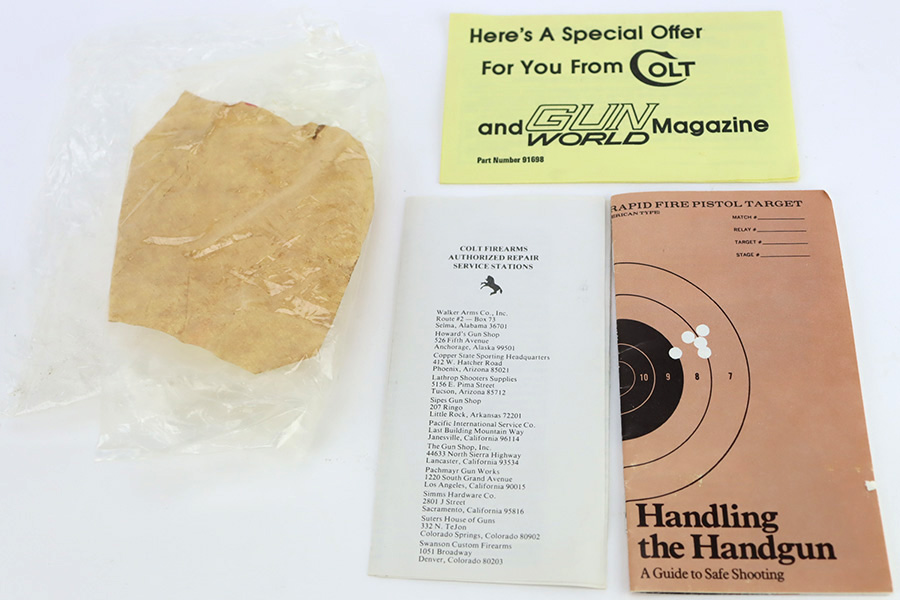 Here's A Special Offer
For You From COLT
and GUN WORLD Magazine
Part Number 91698
COLT FIREARMS
AUTHORIZED REPAIR
SERVICE STATIONS
Walker Arms Co., Inc.
Route #2 — Box 73
Selma, Alabama 36701
Howard's Gun Shop
526 Fifth Avenue
Anchorage, Alaska 99501
Copper State Sporting Headquarters
412 W. Hatcher Road
Phoenix, Arizona 85021
Lathrop Shooters Supplies
5156 E. Pima Street
Tucson, Arizona 85712
Sipes Gun Shop
207 Ringo
Little Rock, Arkansas 72201
Pacific International Service Co.
Last Building Mountain Way
Janesville, California 96114
The Gun Shop, Inc.
44633 North Sierra Highway
Lancaster, California 93534
Pachmayr Gun Works
1220 South Grand Avenue
Los Angeles, California 90015
Simms Hardware Co.
2801 J Street
Sacramento, California 95816
Suters House of Guns
332 N. TeJon
Colorado Springs, Colorado 80902
Swanson Custom Firearms
1051 Broadway
Denver, Colorado 80203
RAPID FIRE PISTOL TARGET
ERICAN TYPE)
MATCH #
RELAY #
TARGET #
STAGE #
10 9 8 7
Handling
the Handgun
A Guide to Safe Shooting